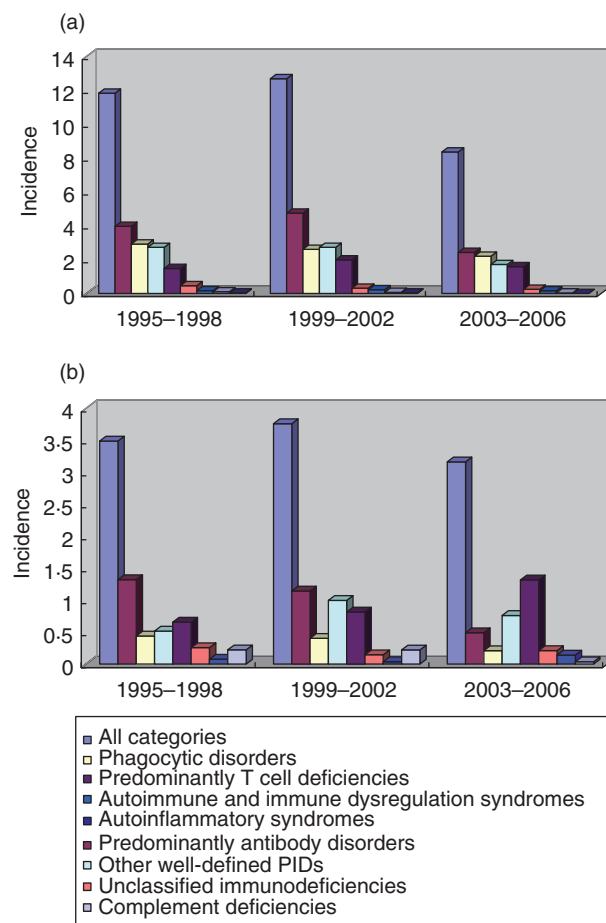 (a)
14
12
10
8
6
4
2
0
Incidence
1995–1998
1999–2002
2003–2006
(b)
4
3·5
3
2·5
2
1·5
1
0·5
0
Incidence
1995–1998
1999–2002
2003–2006
All categories
Phagocytic disorders
Predominantly T cell deficiencies
Autoimmune and immune dysregulation syndromes
Autoinflammatory syndromes
Predominantly antibody disorders
Other well-defined PIDs
Unclassified immunodeficiencies
Complement deficiencies